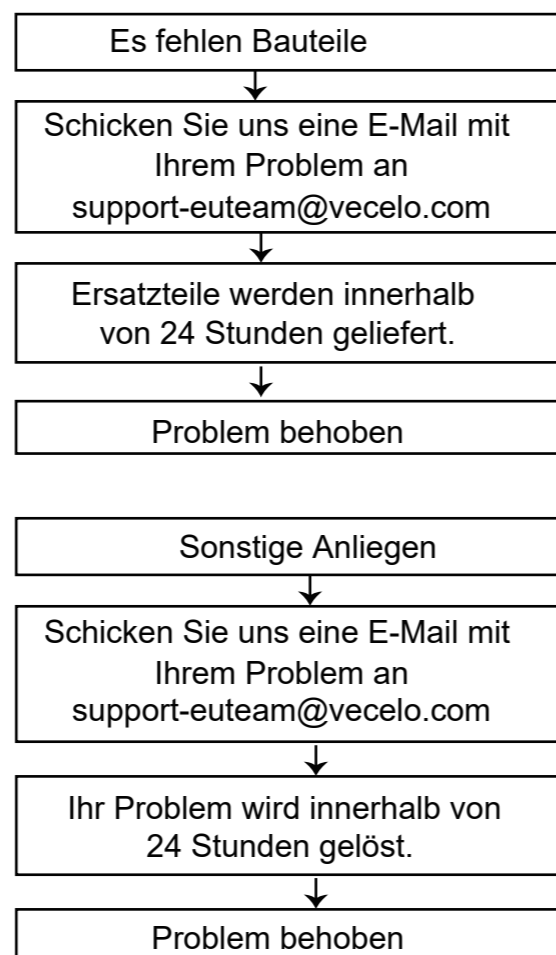 Es fehlen Bauteile
Schicken Sie uns eine E-Mail mit
Ihrem Problem an
support-euteam@vecelo.com
Ersatzteile werden innerhalb
von 24 Stunden geliefert.
Problem behoben
Sonstige Anliegen
Schicken Sie uns eine E-Mail mit
Ihrem Problem an
support-euteam@vecelo.com
Ihr Problem wird innerhalb von
24 Stunden gelöst.
Problem behoben